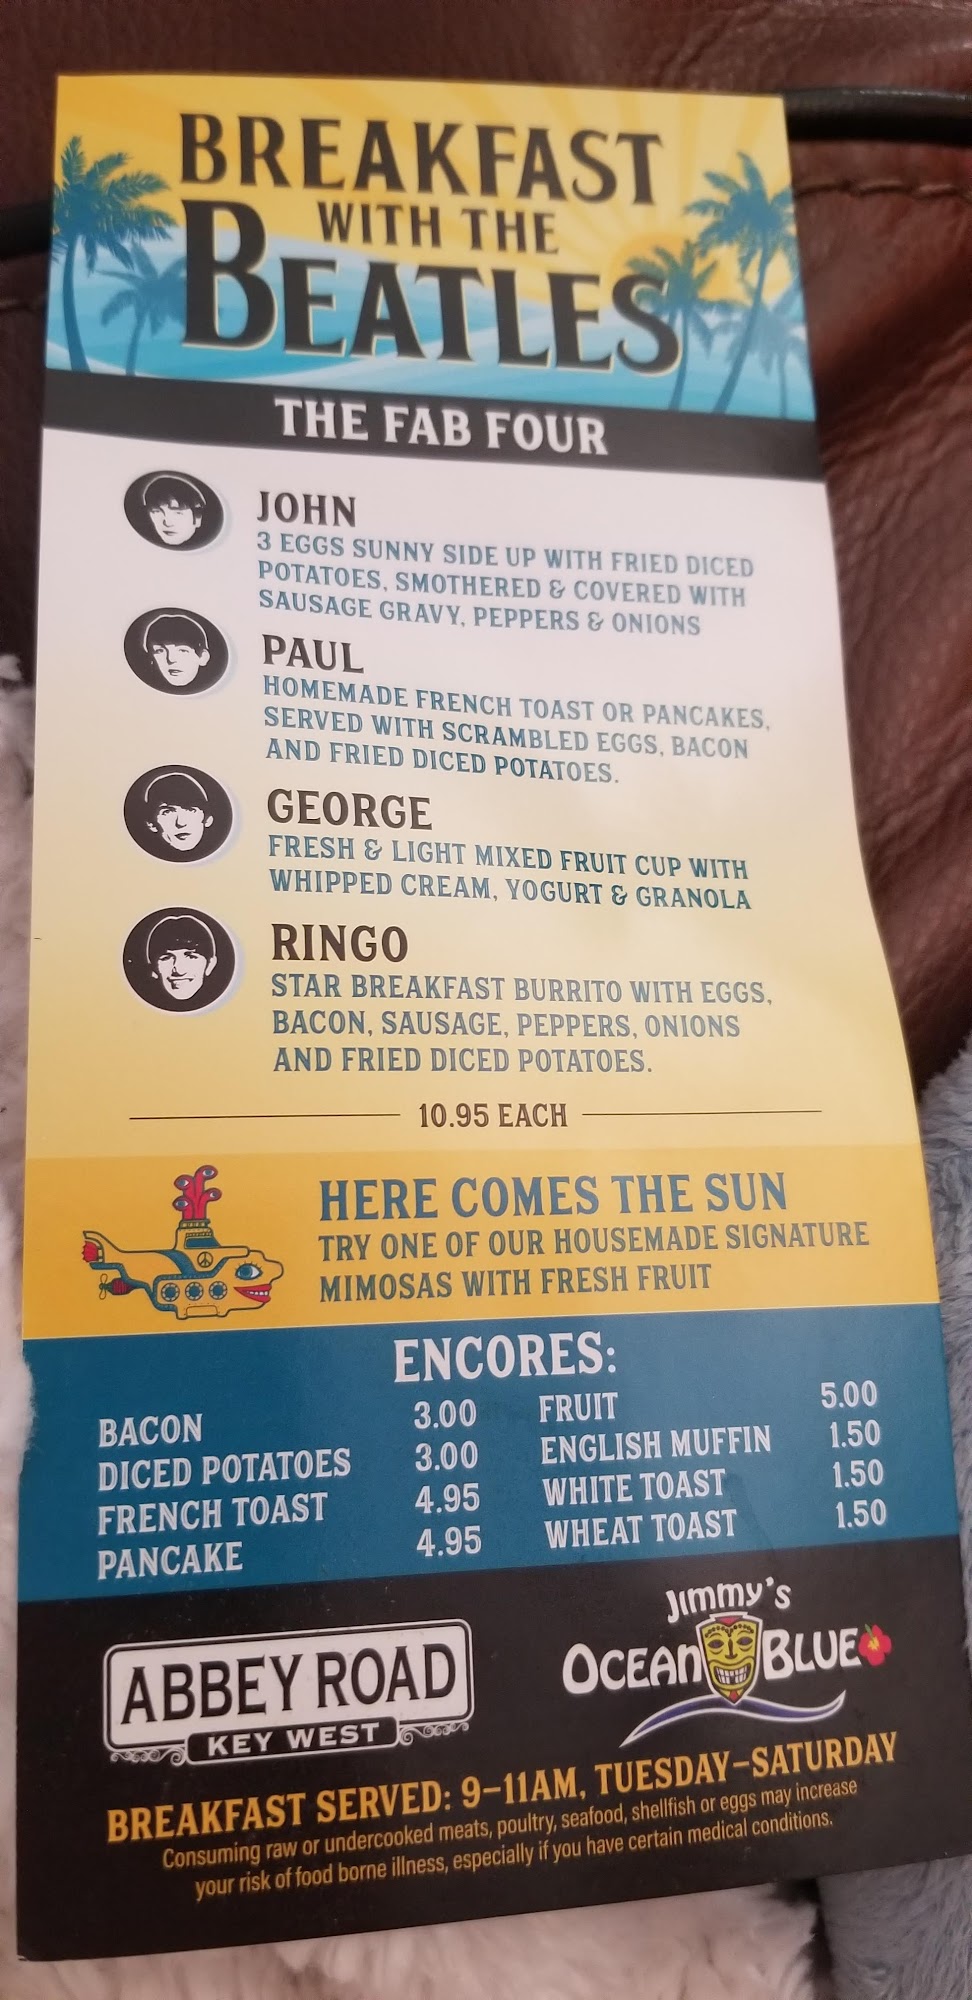 BREAKFAST
WITH THE
BEATLES
THE FAB FOUR
JOHN
3 EGGS SUNNY SIDE UP WITH FRIED DICED
POTATOES, SMOTHERED & COVERED WITH
SAUSAGE GRAVY, PEPPERS & ONIONS
PAUL
HOMEMADE FRENCH TOAST OR PANCAKES,
SERVED WITH SCRAMBLED EGGS, BACON
AND FRIED DICED POTATOES.
GEORGE
FRESH & LIGHT MIXED FRUIT CUP WITH
WHIPPED CREAM, YOGURT & GRANOLA
RINGO
STAR BREAKFAST BURRITO WITH EGGS,
BACON, SAUSAGE, PEPPERS, ONIONS
AND FRIED DICED POTATOES.
10.95 EACH
HERE COMES THE SUN
TRY ONE OF OUR HOUSEMADE SIGNATURE
MIMOSAS WITH FRESH FRUIT
ENCORES:
BACON 3.00
DICED POTATOES 3.00
FRENCH TOAST 4.95
PANCAKE 4.95
FRUIT 5.00
ENGLISH MUFFIN 1.50
WHITE TOAST 1.50
WHEAT TOAST 1.50
ABBEY ROAD
KEY WEST
Jimmy's
OCEAN BLUE
BREAKFAST SERVED: 9-11AM, TUESDAY-SATURDAY
Consuming raw or undercooked meats, poultry, seafood, shellfish or eggs may increase
your risk of food borne illness, especially if you have certain medical conditions.